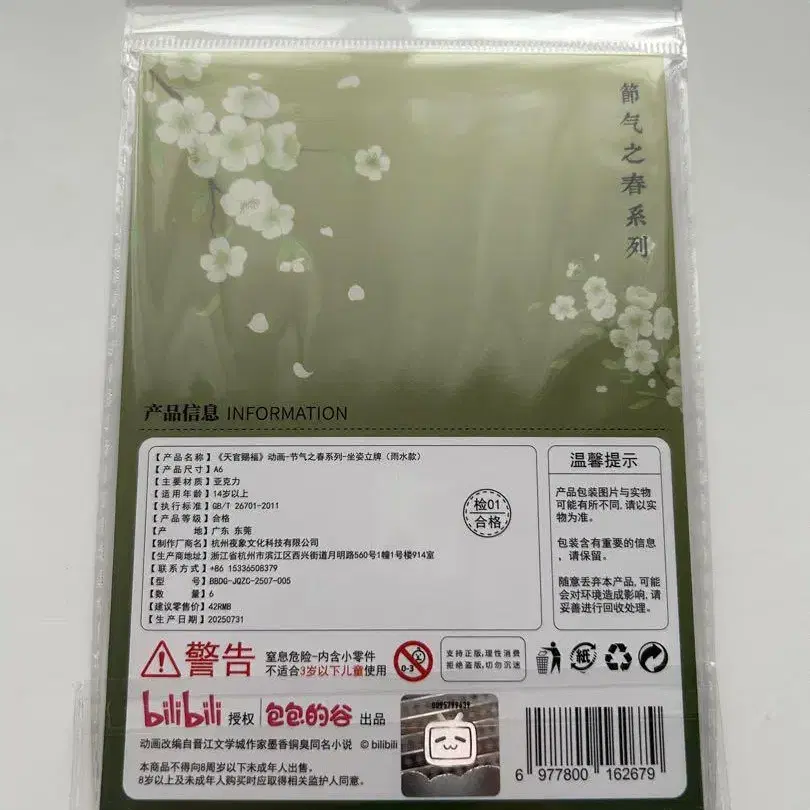 節气之春系列
产品信息 INFORMATION
【产品名称】《天官赐福》动画-节气之春系列-坐姿立牌（雨水款）
【产品尺寸】A6
【主要材质】亚克力
【适用年龄】14岁以上
【执行标准】GB/T 26701-2011
【产品等级】合格
【产 地】广东 东莞
【制作厂商名】杭州夜象文化科技有限公司
【生产商地址】浙江省杭州市滨江区西兴街道月明路560号1幢1号楼914室
【联系方式】+86 15336508379
【型 号】BBDG-JQZC-2507-005
【数 量】6
【建议零售价】42RMB
【生产日期】20250731
检01
合格
温馨提示
产品包装图片与实物
可能有所不同,请以实
物为准。
包装含有重要的信息
，请保留。
随意丢弃本产品,可能
会对环境造成影响,请
妥善进行回收处理。
警告
窒息危险-内含小零件
不适合3岁以下儿童使用
0-3
支持正版,理性消费
拒绝盗版,切勿沉迷
紙
bilibili 授权 包包的谷 出品
动画改编自晋江文学城作家墨香铜臭同名小说 © bilibili
本商品不得向8周岁以下未成年人出售。
8岁以上及未成年人购买时应取得相关监护人同意。
0095799639
6 977800 162679